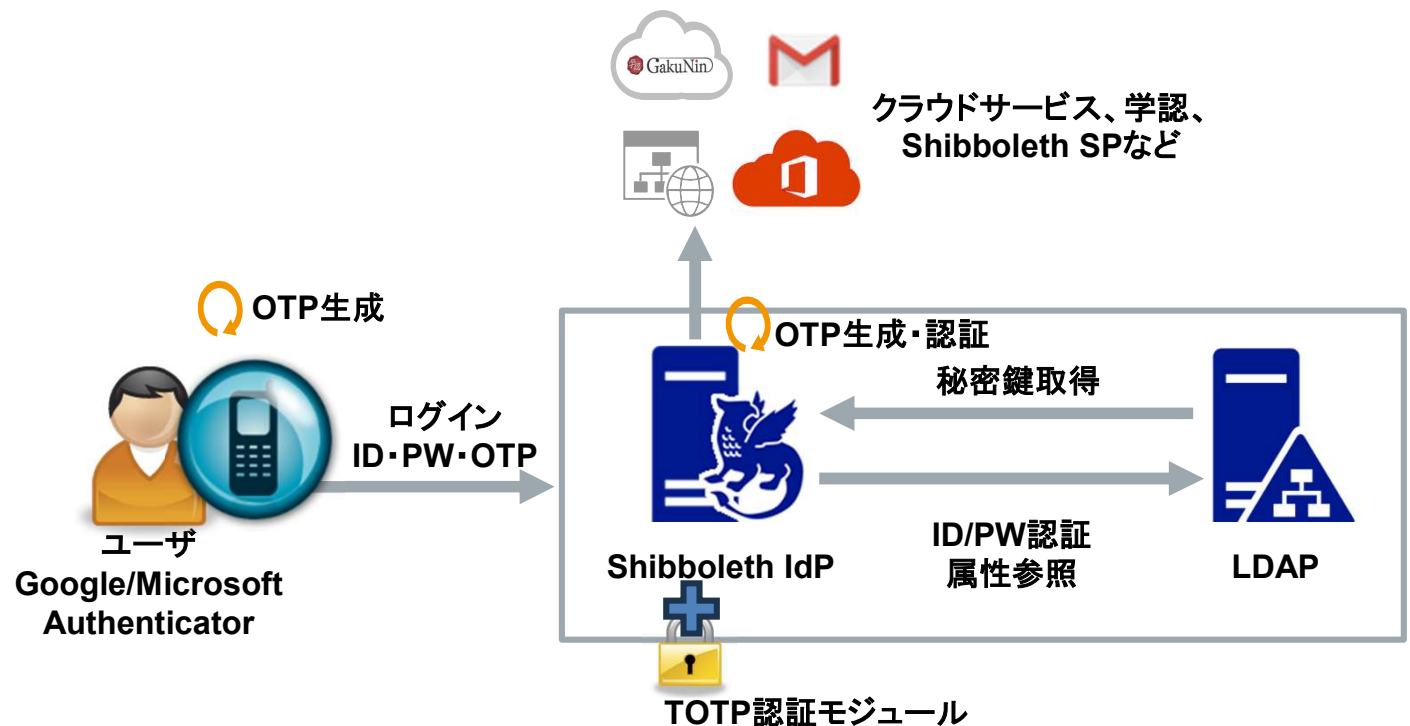 GakuNin
クラウドサービス、学認、
Shibboleth SPなど
OTP生成
OTP生成・認証
秘密鍵取得
ログイン
ID・PW・OTP
ユーザ
Google/Microsoft
Authenticator
Shibboleth IdP
ID/PW認証
属性参照
LDAP
TOTP認証モジュール